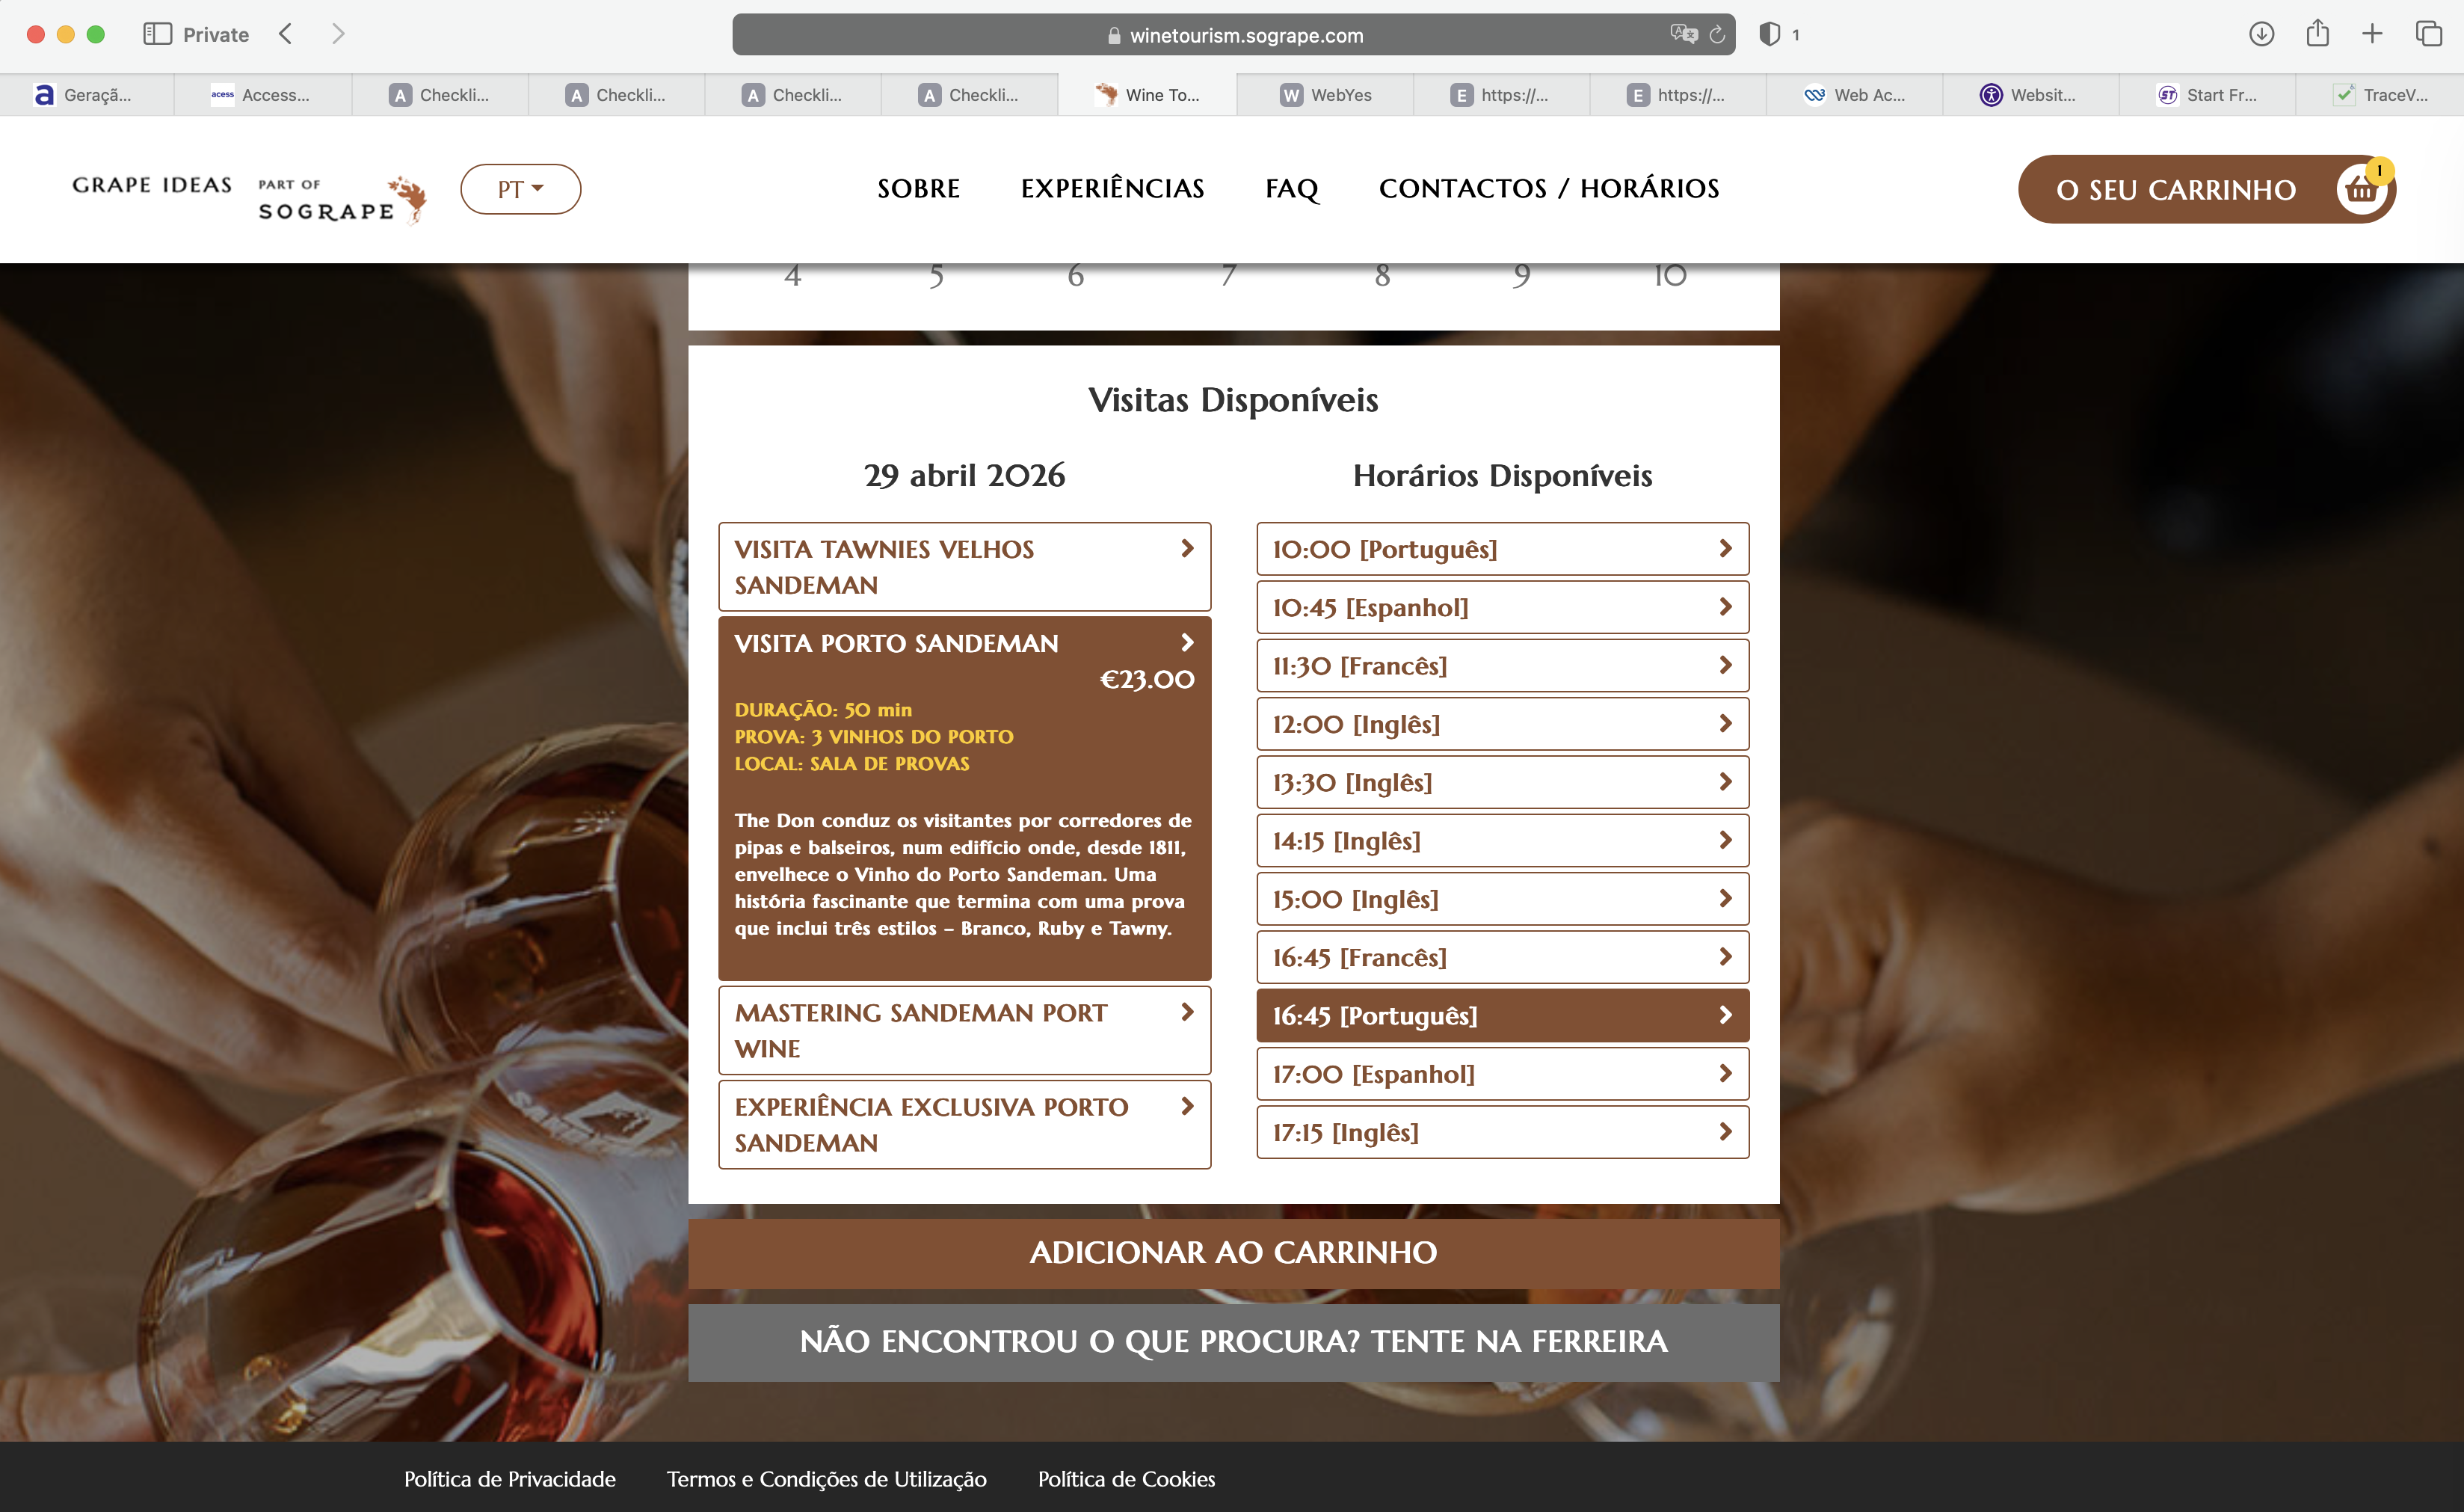 Private
winetourism.sogrape.com
1
Geraçã...
acess Access...
A Checkli...
A Checkli...
A Checkli...
A Checkli...
Wine To...
W WebYes
E https://...
E https://...
Web Ac...
Websit...
ST Start Fr...
TraceV...
GRAPE IDEAS
PART OF
SOGRAPE
PT
SOBRE
EXPERIÊNCIAS
FAQ
CONTACTOS / HORÁRIOS
O SEU CARRINHO
1
4 5 6 7 8 9 10
Visitas Disponíveis
29 abril 2026
VISITA TAWNIES VELHOS
SANDEMAN
VISITA PORTO SANDEMAN
€23.00
DURAÇÃO: 50 min
PROVA: 3 VINHOS DO PORTO
LOCAL: SALA DE PROVAS
The Don conduz os visitantes por corredores de
pipas e balseiros, num edifício onde, desde 1811,
envelhece o Vinho do Porto Sandeman. Uma
história fascinante que termina com uma prova
que inclui três estilos – Branco, Ruby e Tawny.
MASTERING SANDEMAN PORT
WINE
EXPERIÊNCIA EXCLUSIVA PORTO
SANDEMAN
Horários Disponíveis
10:00 [Português]
10:45 [Espanhol]
11:30 [Francês]
12:00 [Inglês]
13:30 [Inglês]
14:15 [Inglês]
15:00 [Inglês]
16:45 [Francês]
16:45 [Português]
17:00 [Espanhol]
17:15 [Inglês]
ADICIONAR AO CARRINHO
NÃO ENCONTROU O QUE PROCURA? TENTE NA FERREIRA
Política de Privacidade
Termos e Condições de Utilização
Política de Cookies